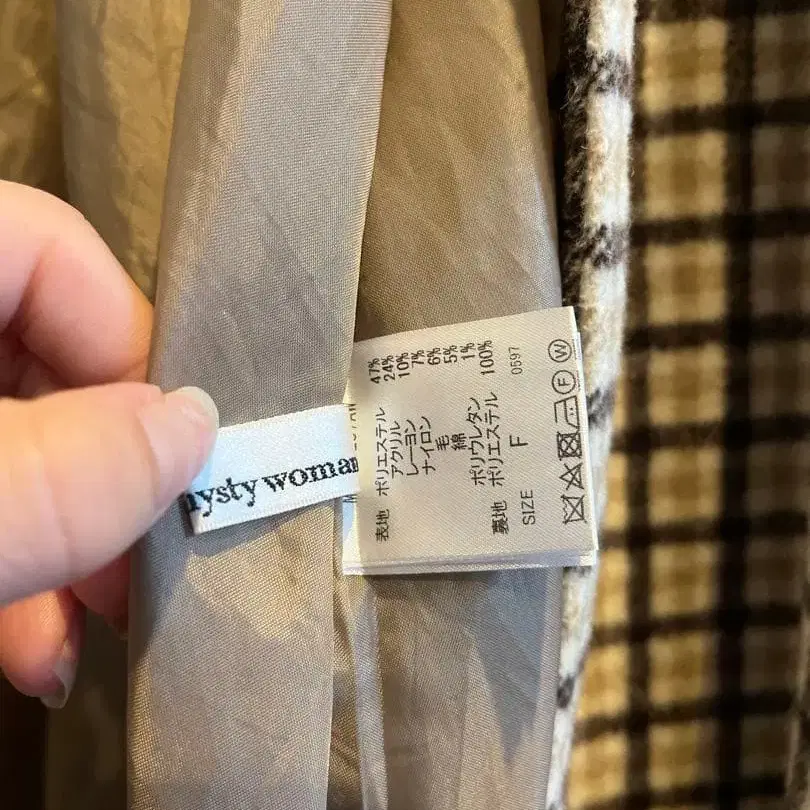 mysty woman
表地 ポリエステル 47%
アクリル 24%
レーヨン 10%
ナイロン 7%
毛 6%
綿 5%
ポリウレタン 1%
裏地 ポリエステル 100%
SIZE F 0597
F W